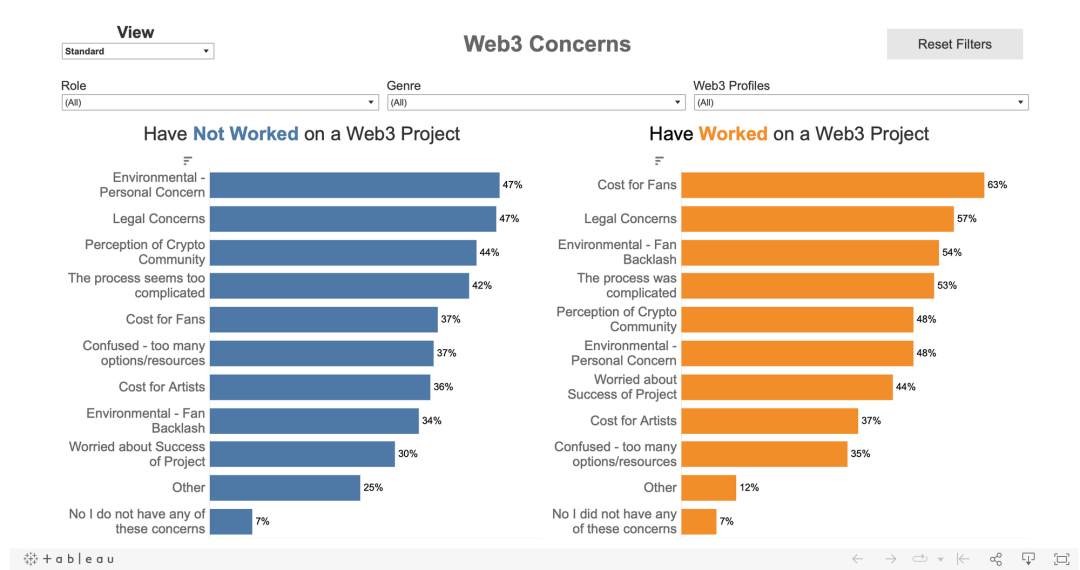 View
Standard
Web3 Concerns
Reset Filters
Role
Genre
Web3 Profiles
(All)
(All)
(All)
Have Not Worked on a Web3 Project
Environmental -
Personal Concern
47%
Legal Concerns
47%
Perception of Crypto
Community
44%
The process seems too
complicated
42%
Cost for Fans
37%
Confused - too many
options/resources
37%
Cost for Artists
36%
Environmental - Fan
Backlash
34%
Worried about Success
of Project
30%
Other
25%
No I do not have any of
these concerns
7%
Have Worked on a Web3 Project
Cost for Fans
63%
Legal Concerns
57%
Environmental - Fan
Backlash
54%
The process was
complicated
53%
Perception of Crypto
Community
48%
Environmental -
Personal Concern
48%
Worried about
Success of Project
44%
Cost for Artists
37%
Confused - too many
options/resources
35%
Other
12%
No I did not have any
of these concerns
7%
+ableau